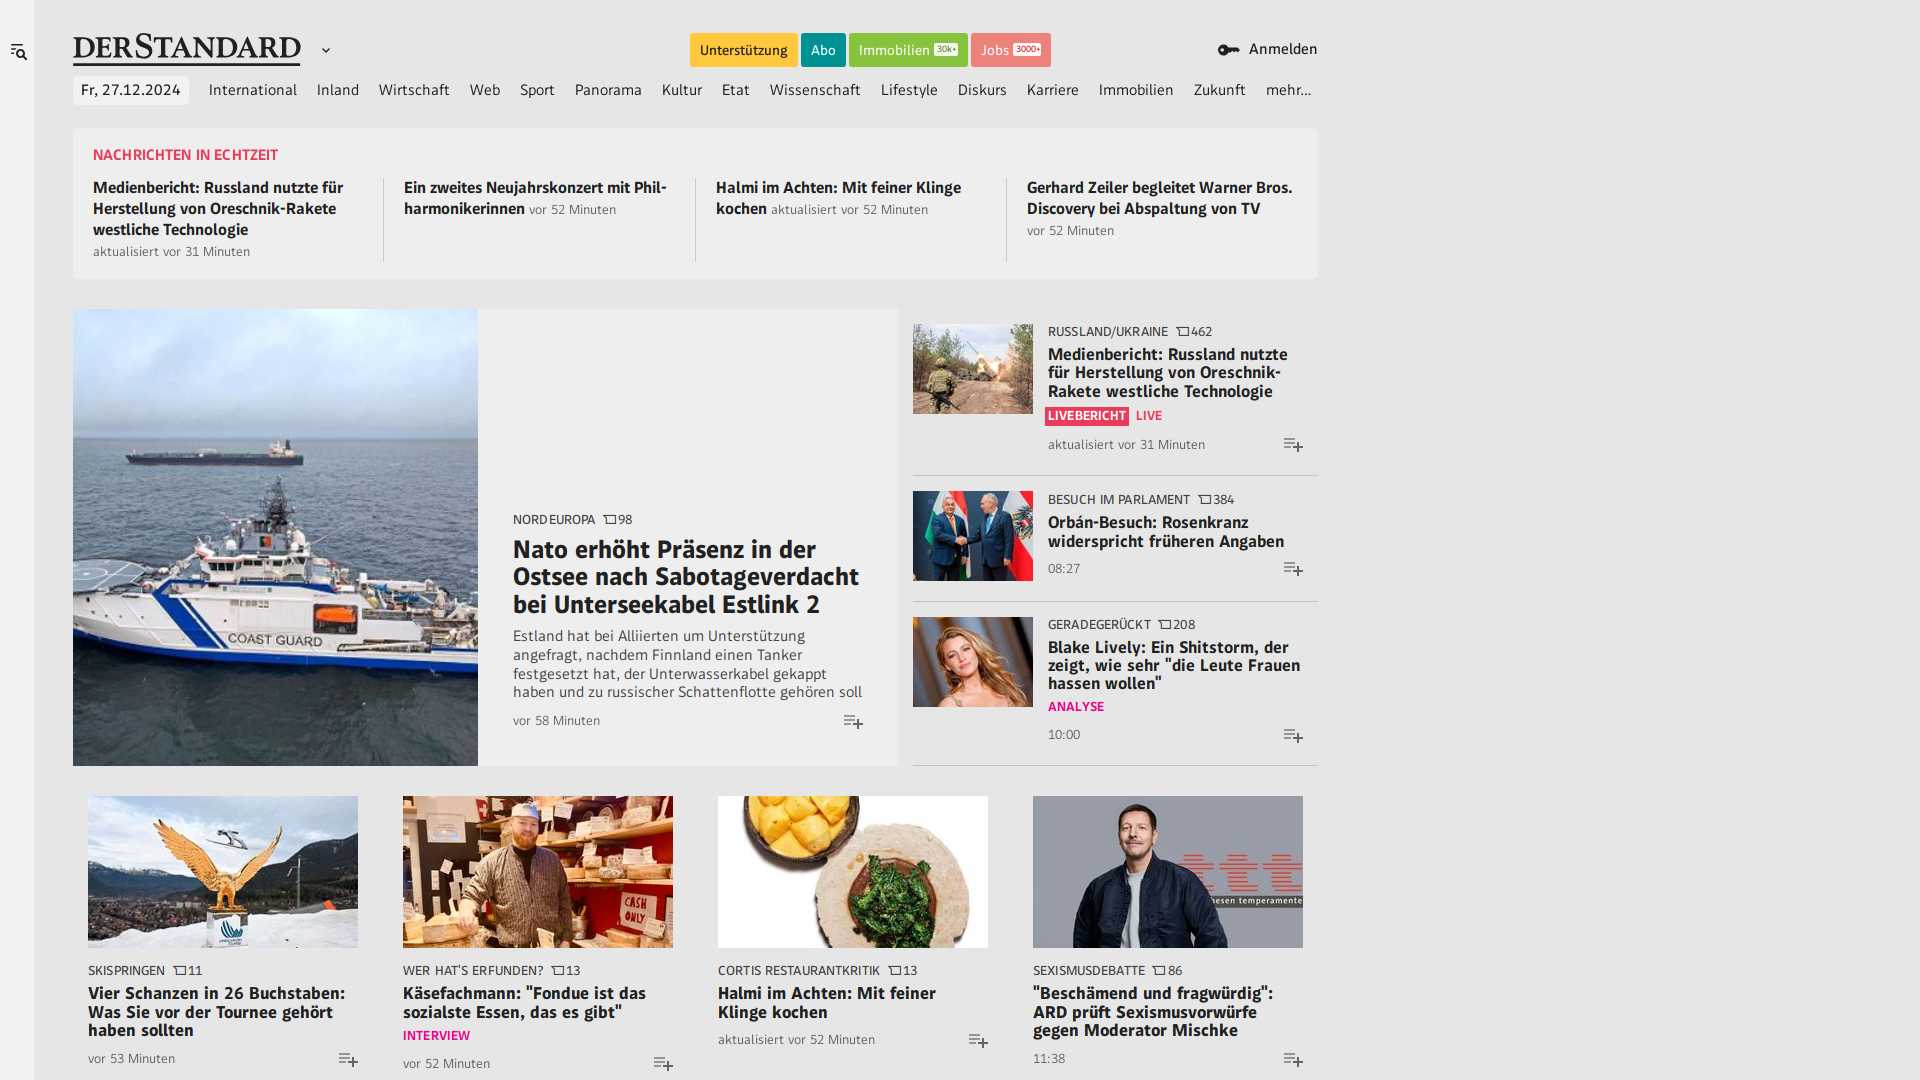 DERSTANDARD
Unterstützung
Abo
Immobilien 30k+
Jobs 3000+
Anmelden
Fr, 27.12.2024
International
Inland
Wirtschaft
Web
Sport
Panorama
Kultur
Etat
Wissenschaft
Lifestyle
Diskurs
Karriere
Immobilien
Zukunft
mehr...
NACHRICHTEN IN ECHTZEIT
Medienbericht: Russland nutzte für
Herstellung von Oreschnik-Rakete
westliche Technologie
aktualisiert vor 31 Minuten
Ein zweites Neujahrskonzert mit Phil-
harmonikerinnen vor 52 Minuten
Halmi im Achten: Mit feiner Klinge
kochen aktualisiert vor 52 Minuten
Gerhard Zeiler begleitet Warner Bros.
Discovery bei Abspaltung von TV
vor 52 Minuten
COAST GUARD
NORDEUROPA 98
Nato erhöht Präsenz in der
Ostsee nach Sabotageverdacht
bei Unterseekabel Estlink 2
Estland hat bei Alliierten um Unterstützung
angefragt, nachdem Finnland einen Tanker
festgesetzt hat, der Unterwasserkabel gekappt
haben und zu russischer Schattenflotte gehören soll
vor 58 Minuten
RUSSLAND/UKRAINE 462
Medienbericht: Russland nutzte
für Herstellung von Oreschnik-
Rakete westliche Technologie
LIVEBERICHT LIVE
aktualisiert vor 31 Minuten
BESUCH IM PARLAMENT 384
Orbán-Besuch: Rosenkranz
widerspricht früheren Angaben
08:27
GERADEGERÜCKT 208
Blake Lively: Ein Shitstorm, der
zeigt, wie sehr "die Leute Frauen
hassen wollen"
ANALYSE
10:00
SKISPRINGEN 11
Vier Schanzen in 26 Buchstaben:
Was Sie vor der Tournee gehört
haben sollten
vor 53 Minuten
CASH
ONLY
WER HAT'S ERFUNDEN? 13
Käsefachmann: "Fondue ist das
sozialste Essen, das es gibt"
INTERVIEW
vor 52 Minuten
CORTIS RESTAURANTKRITIK 13
Halmi im Achten: Mit feiner
Klinge kochen
aktualisiert vor 52 Minuten
ttt
hesen temperamente
SEXISMUSDEBATTE 86
"Beschämend und fragwürdig":
ARD prüft Sexismusvorwürfe
gegen Moderator Mischke
11:38